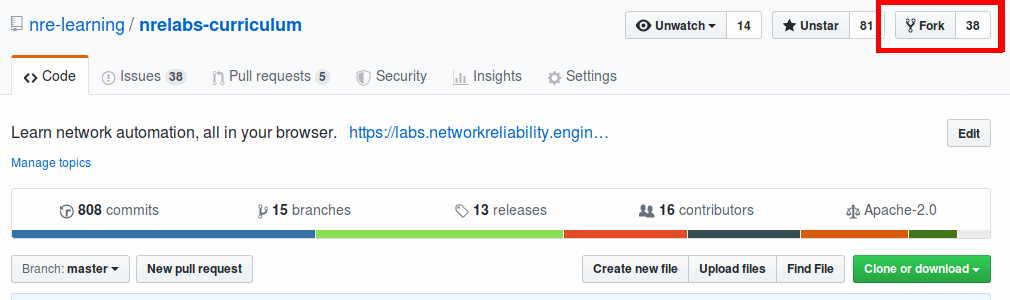 nre-learning / nrelabs-curriculum Unwatch 14 Unstar 81 Fork 38
Code Issues 38 Pull requests 5 Security Insights Settings
Learn network automation, all in your browser. https://labs.networkreliability.engin… Edit
Manage topics
808 commits 15 branches 13 releases 16 contributors Apache-2.0
Branch: master New pull request Create new file Upload files Find File Clone or download